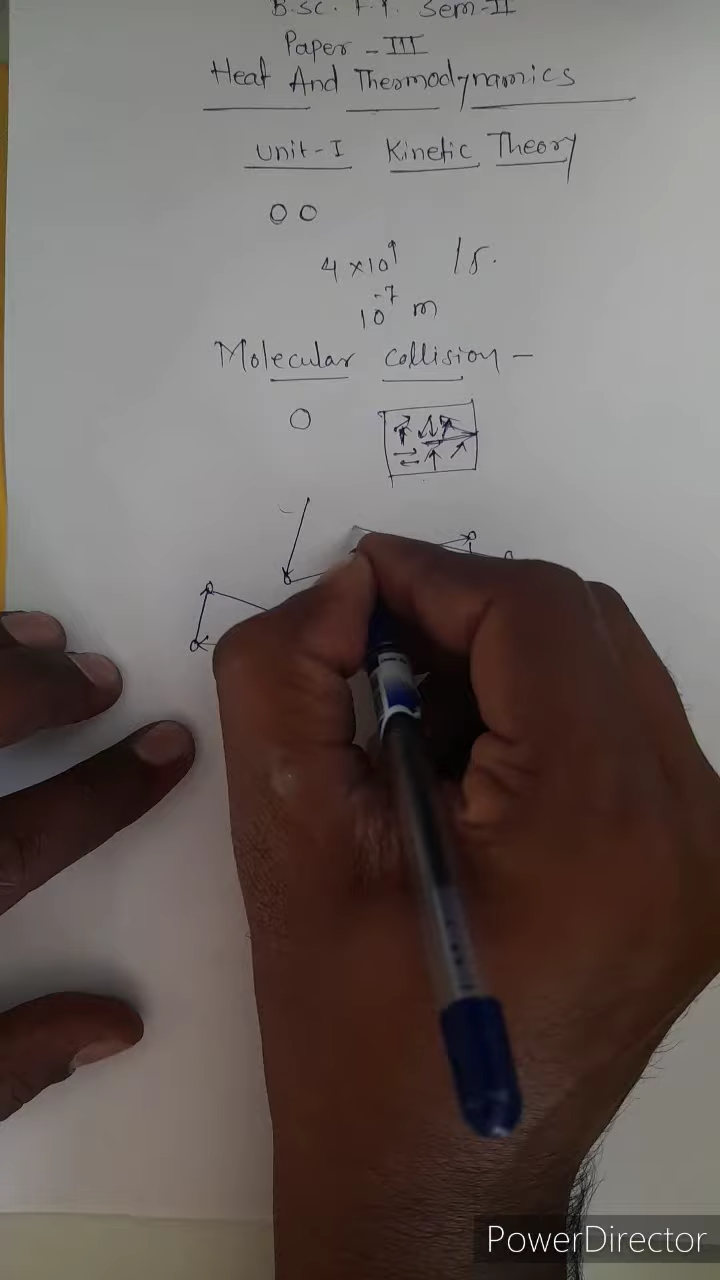 B.Sc. F.Y. Sem-II
Paper - III
Heat And Thermodynamics
Unit-I Kinetic Theory
4 × 10⁹ 1s.
10⁻⁷ m
Molecular Collision -
PowerDirector